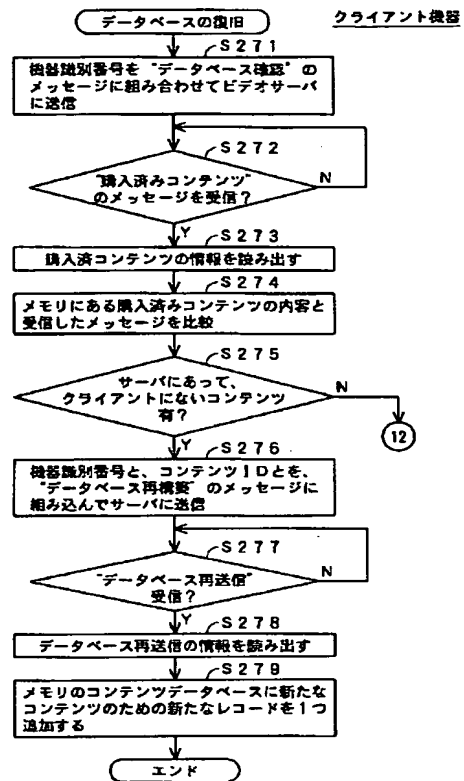 データベースの復旧
クライアント機器
S271
機器識別番号を“データベース確認”の
メッセージに組み合わせてビデオサーバ
に送信
S272
“購入済みコンテンツ”
のメッセージを受信？
N
Y
S273
購入済コンテンツの情報を読み出す
S274
メモリにある購入済みコンテンツの内容と
受信したメッセージを比較
S275
サーバにあって、
クライアントにないコンテンツ
有？
N
12
Y
S276
機器識別番号と、コンテンツIDとを、
“データベース再構築”のメッセージに
組み込んでサーバに送信
S277
“データベース再送信”
受信？
N
Y
S278
データベース再送信の情報を読み出す
S279
メモリのコンテンツデータベースに新たな
コンテンツのための新たなレコードを1つ
追加する
エンド